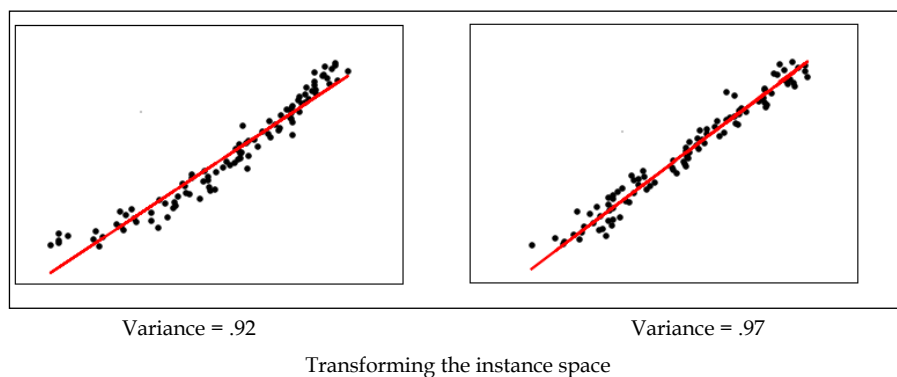 Variance = .92
Variance = .97
Transforming the instance space